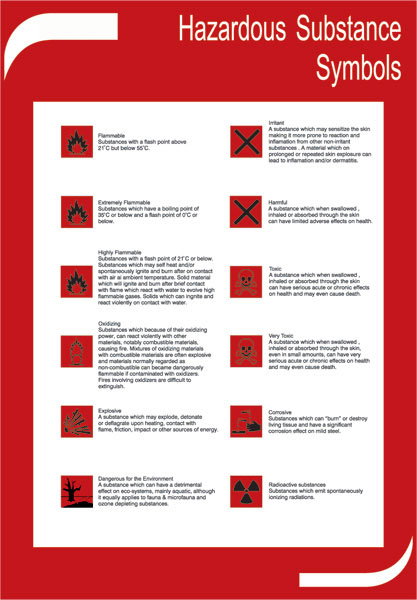 Hazardous Substance
Symbols
Flammable
Substances with a flash point above
21°C but below 55°C.
Extremely Flammable
Substances which have a boiling point of
35°C or below and a flash point of 0°C or
below.
Highly Flammable
Substances with a flash point of 21°C or below.
Substances which may self heat and/or
spontaneously ignite and burn after on contact
with air ai ambient temperature. Solid material
which will ignite and burn after brief contact
with flame which react with water to evolve high
flammable gases. Solids which can ingnite and
react violently on contact with water.
Oxidizing
Substances which because of their oxidizing
power, can react violently with other
materials, notably combustible materials,
causing fire. Mixtures of oxidizing materials
with combustible materials are often explosive
and materials normally regarded as
non-combustible can became dangerously
flammable if contaminated with oxidizers.
Fires involving oxidizers are difficult to
extinguish.
Explosive
A substance which may explode, detonate
or deflagrate upon heating, contact with
flame, friction, impact or other sources of energy.
Dangerous for the Environment
A substance which can have a detrimental
effect on eco-systems, mainly aquatic, although
it equally applies to fauna & microfauna and
ozone depleting substances.
Irritant
A substance which may sensitize the skin
making it more prone to reaction and
inflamation from other non-irritant
substances . A material which on
prolonged or repeated skin explosure can
lead to inflamation and/or dermatitis.
Harmful
A substance which when swallowed ,
inhaled or absorbed through the skin
can have limited adverse effects on health.
Toxic
A substance which when swallowed ,
inhaled or absorbed through the skin
can have serious acute or chronic effects
on health and may even cause death.
Very Toxic
A substance which when swallowed ,
inhaled or absorbed through the skin,
even in small amounts, can have very
serious acute or chronic effects on health
and may even cause death.
Corrosive
Substances which can "burn" or destroy
living tissue and have a significant
corrosion effect on mild steel.
Radioactive substances
Substances which emit spontaneously
ionizing radiations.